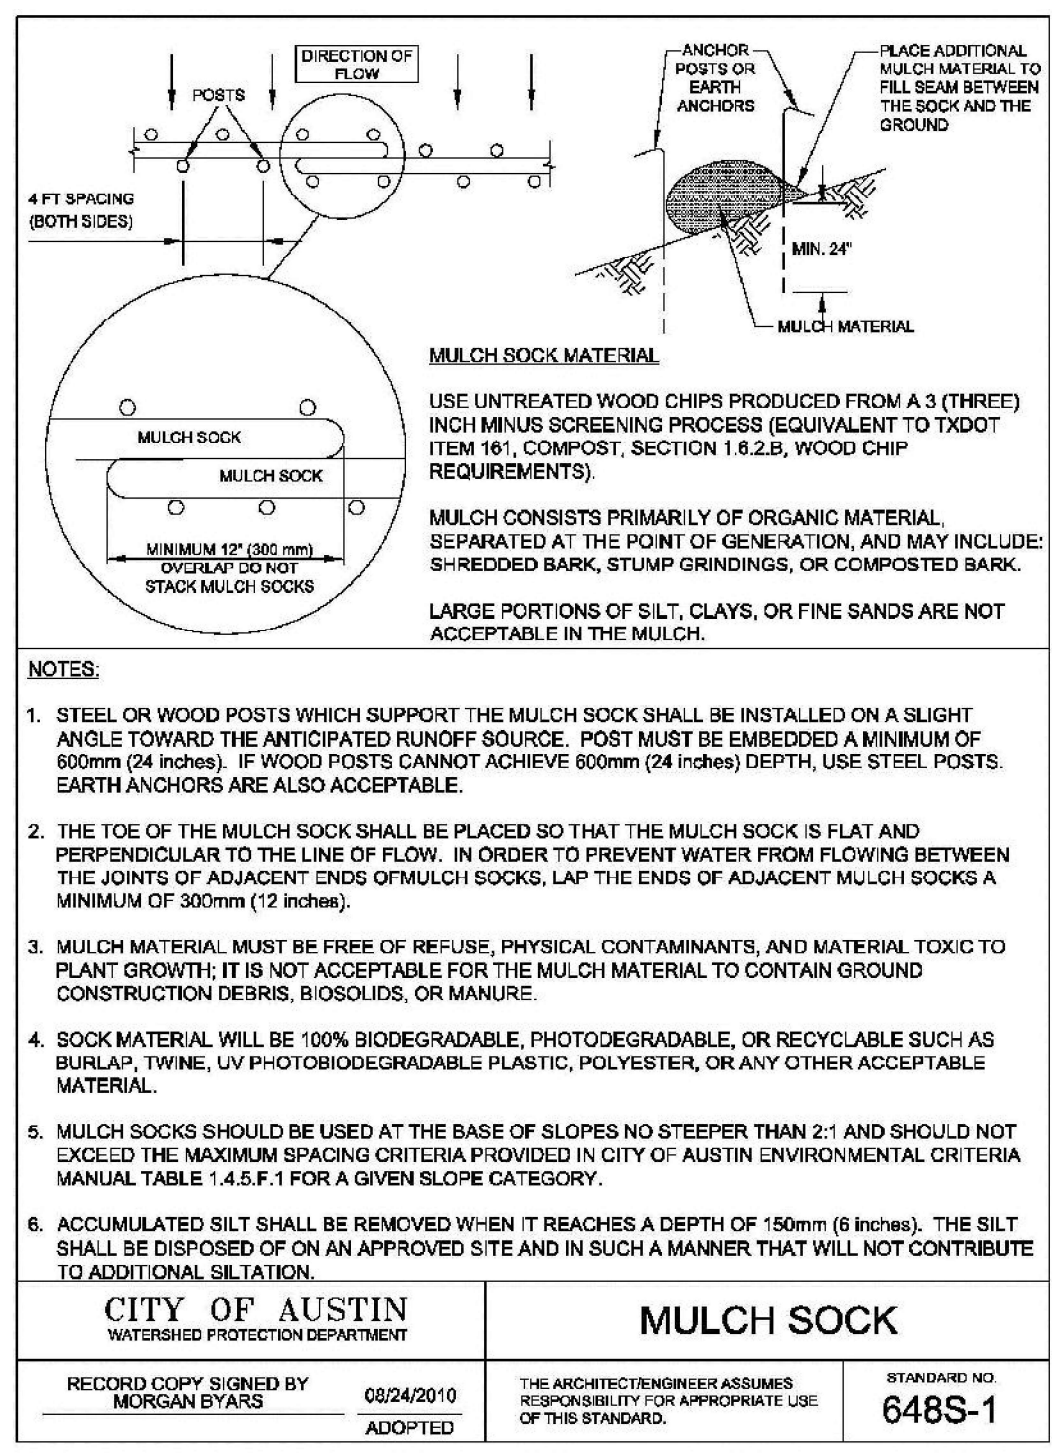 DIRECTION OF
FLOW
POSTS
4 FT SPACING
(BOTH SIDES)
ANCHOR
POSTS OR
EARTH
ANCHORS
PLACE ADDITIONAL
MULCH MATERIAL TO
FILL SEAM BETWEEN
THE SOCK AND THE
GROUND
MIN. 24"
MULCH MATERIAL
MULCH SOCK
MULCH SOCK
MINIMUM 12" (300 mm)
OVERLAP DO NOT
STACK MULCH SOCKS
MULCH SOCK MATERIAL
USE UNTREATED WOOD CHIPS PRODUCED FROM A 3 (THREE)
INCH MINUS SCREENING PROCESS (EQUIVALENT TO TXDOT
ITEM 161, COMPOST, SECTION 1.6.2.B, WOOD CHIP
REQUIREMENTS).
MULCH CONSISTS PRIMARILY OF ORGANIC MATERIAL,
SEPARATED AT THE POINT OF GENERATION, AND MAY INCLUDE:
SHREDDED BARK, STUMP GRINDINGS, OR COMPOSTED BARK.
LARGE PORTIONS OF SILT, CLAYS, OR FINE SANDS ARE NOT
ACCEPTABLE IN THE MULCH.
NOTES:
1. STEEL OR WOOD POSTS WHICH SUPPORT THE MULCH SOCK SHALL BE INSTALLED ON A SLIGHT
ANGLE TOWARD THE ANTICIPATED RUNOFF SOURCE. POST MUST BE EMBEDDED A MINIMUM OF
600mm (24 inches). IF WOOD POSTS CANNOT ACHIEVE 600mm (24 inches) DEPTH, USE STEEL POSTS.
EARTH ANCHORS ARE ALSO ACCEPTABLE.
2. THE TOE OF THE MULCH SOCK SHALL BE PLACED SO THAT THE MULCH SOCK IS FLAT AND
PERPENDICULAR TO THE LINE OF FLOW. IN ORDER TO PREVENT WATER FROM FLOWING BETWEEN
THE JOINTS OF ADJACENT ENDS OFMULCH SOCKS, LAP THE ENDS OF ADJACENT MULCH SOCKS A
MINIMUM OF 300mm (12 inches).
3. MULCH MATERIAL MUST BE FREE OF REFUSE, PHYSICAL CONTAMINANTS, AND MATERIAL TOXIC TO
PLANT GROWTH; IT IS NOT ACCEPTABLE FOR THE MULCH MATERIAL TO CONTAIN GROUND
CONSTRUCTION DEBRIS, BIOSOLIDS, OR MANURE.
4. SOCK MATERIAL WILL BE 100% BIODEGRADABLE, PHOTODEGRADABLE, OR RECYCLABLE SUCH AS
BURLAP, TWINE, UV PHOTOBIODEGRADABLE PLASTIC, POLYESTER, OR ANY OTHER ACCEPTABLE
MATERIAL.
5. MULCH SOCKS SHOULD BE USED AT THE BASE OF SLOPES NO STEEPER THAN 2:1 AND SHOULD NOT
EXCEED THE MAXIMUM SPACING CRITERIA PROVIDED IN CITY OF AUSTIN ENVIRONMENTAL CRITERIA
MANUAL TABLE 1.4.5.F.1 FOR A GIVEN SLOPE CATEGORY.
6. ACCUMULATED SILT SHALL BE REMOVED WHEN IT REACHES A DEPTH OF 150mm (6 inches). THE SILT
SHALL BE DISPOSED OF ON AN APPROVED SITE AND IN SUCH A MANNER THAT WILL NOT CONTRIBUTE
TO ADDITIONAL SILTATION.
CITY OF AUSTIN
WATERSHED PROTECTION DEPARTMENT
MULCH SOCK
RECORD COPY SIGNED BY
MORGAN BYARS
08/24/2010
ADOPTED
THE ARCHITECT/ENGINEER ASSUMES
RESPONSIBILITY FOR APPROPRIATE USE
OF THIS STANDARD.
STANDARD NO.
648S-1